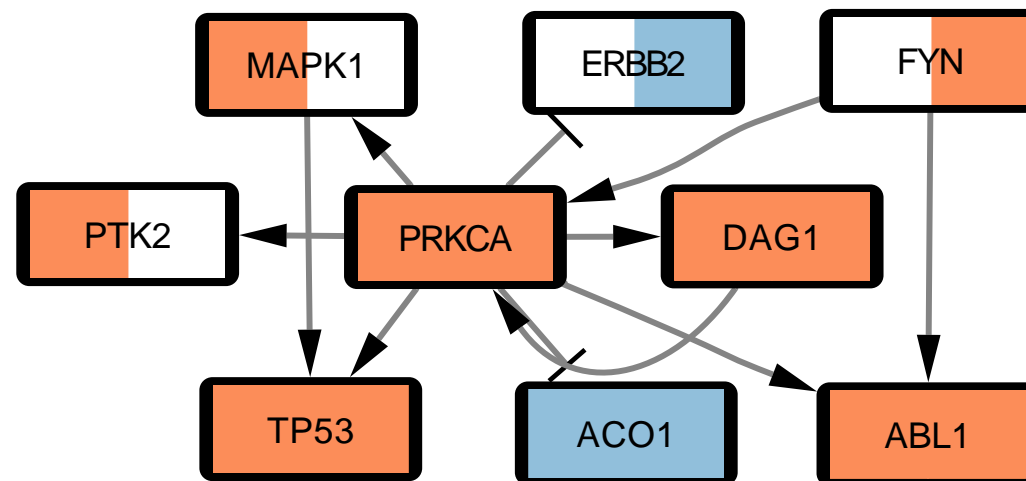 MAPK1
ERBB2
FYN
PTK2
PRKCA
DAG1
TP53
ACO1
ABL1